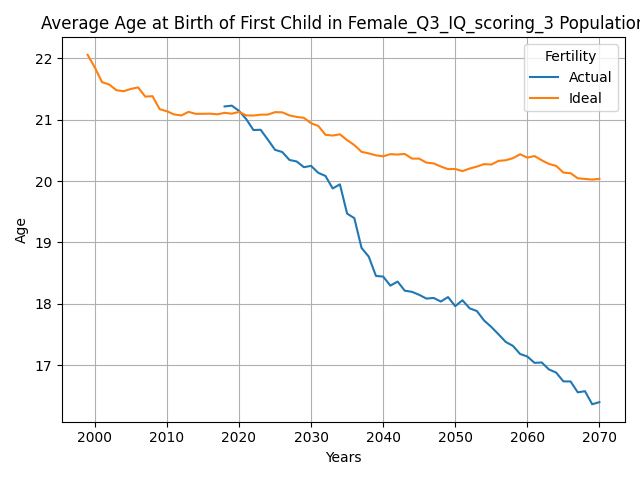 Average Age at Birth of First Child in Female_Q3_IQ_scoring_3 Population
Fertility
Actual
Ideal
22
21
20
19
18
17
Age
2000 2010 2020 2030 2040 2050 2060 2070
Years